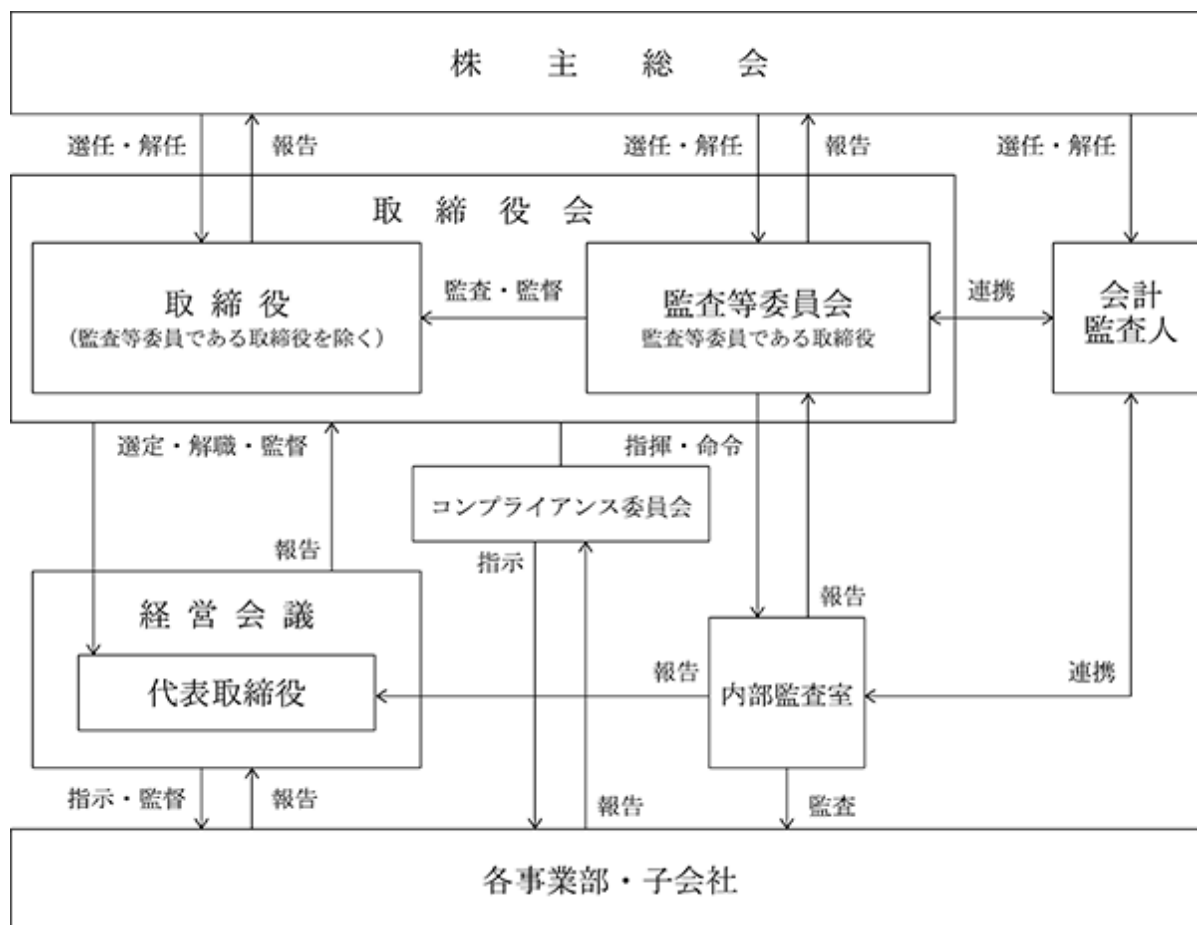 株主総会
選任・解任
報告
選任・解任
報告
選任・解任
取締役会
取締役
(監査等委員である取締役を除く)
監査・監督
監査等委員会
監査等委員である取締役
連携
会計
監査人
選定・解職・監督
指揮・命令
コンプライアンス委員会
報告
指示
経営会議
報告
代表取締役
報告
内部監査室
連携
指示・監督
報告
報告
監査
各事業部・子会社